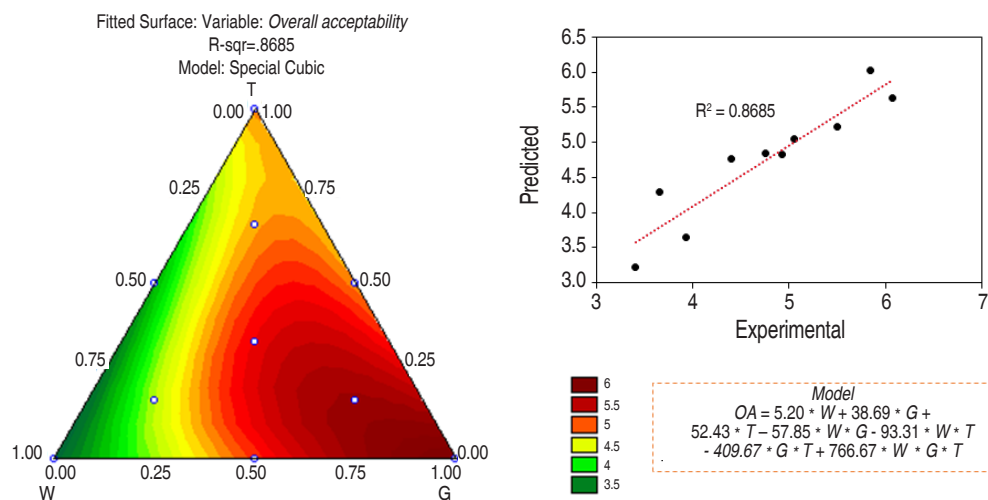 Fitted Surface: Variable: Overall acceptability
R-sqr=.8685
Model: Special Cubic
T
0.00 1.00
0.25 0.75
0.50 0.50
0.75 0.25
1.00 0.00
0.00 0.25 0.50 0.75 1.00
W G
6.5
6.0
5.5
5.0
4.5
4.0
3.5
3.0
Predicted
R² = 0.8685
3 4 5 6 7
Experimental
6
5.5
5
4.5
4
3.5
Model
OA = 5.20 * W + 38.69 * G +
52.43 * T – 57.85 * W * G - 93.31 * W * T
- 409.67 * G * T + 766.67 * W * G * T